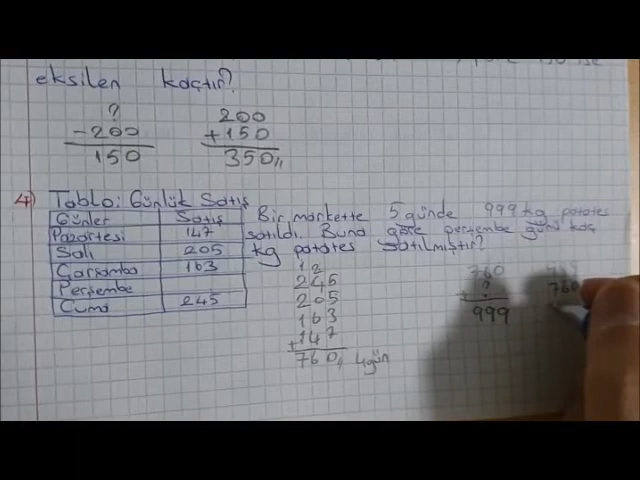 eksilen kaçtır?
?
-200
150
200
+150
350,,
4) Tablo: Günlük Satış
Günler Satış
Pazartesi 147
Salı 205
Çarşamba 163
Perşembe
Cuma 245
Bir markette 5 günde 999 kg patates
satıldı. Buna göre perşembe günü kaç
kg patates satılmıştır?
12
245
205
163
+147
760,, 4gün
760
+ ?
999
760